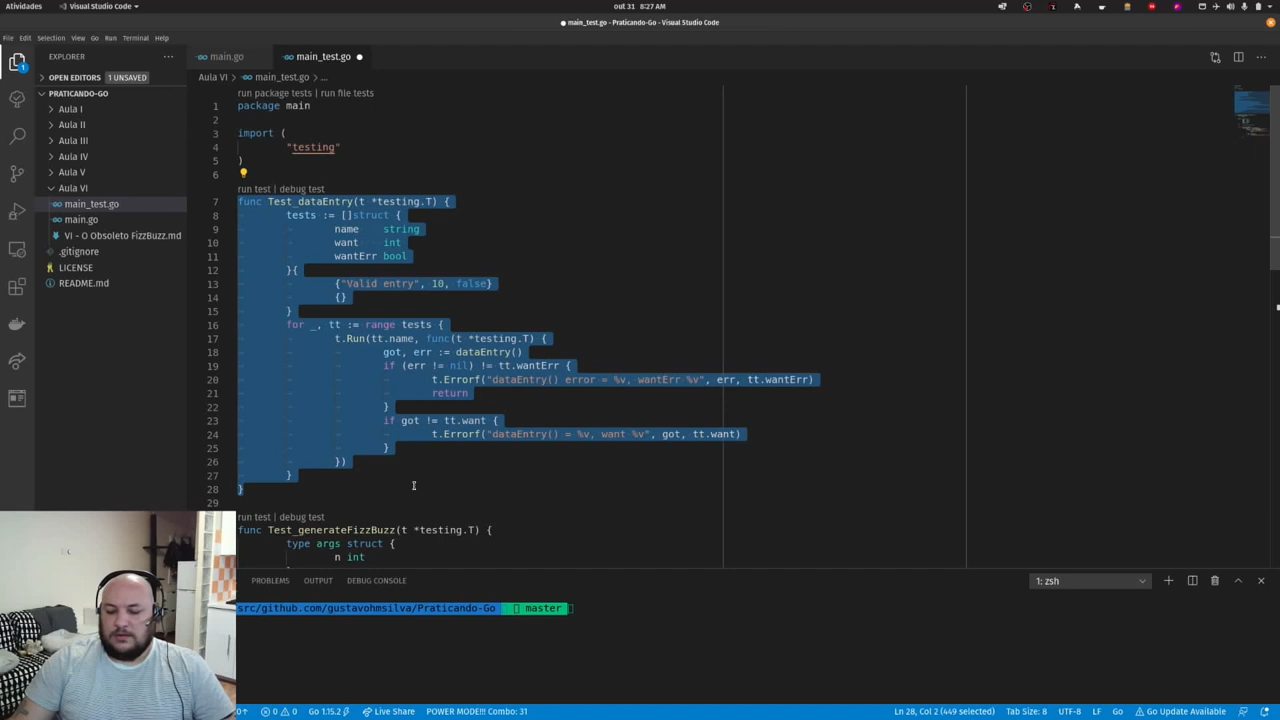 Atividades
Visual Studio Code
out 31 8:27 AM
● main_test.go - Praticando-Go - Visual Studio Code
File Edit Selection View Go Run Terminal Help
EXPLORER
OPEN EDITORS 1 UNSAVED
PRATICANDO-GO
Aula I
Aula II
Aula III
Aula IV
Aula V
Aula VI
main_test.go
main.go
VI - O Obsoleto FizzBuzz.md
.gitignore
LICENSE
README.md
1
main.go
main_test.go
Aula VI > main_test.go > ...
run package tests | run file tests
1 package main
2
3 import (
4 "testing"
5 )
6
run test | debug test
7 func Test_dataEntry(t *testing.T) {
8 tests := []struct {
9 name string
10 want int
11 wantErr bool
12 }{
13 {"Valid entry", 10, false}
14 {}
15 }
16 for _, tt := range tests {
17 t.Run(tt.name, func(t *testing.T) {
18 got, err := dataEntry()
19 if (err != nil) != tt.wantErr {
20 t.Errorf("dataEntry() error = %v, wantErr %v", err, tt.wantErr)
21 return
22 }
23 if got != tt.want {
24 t.Errorf("dataEntry() = %v, want %v", got, tt.want)
25 }
26 })
27 }
28 }
29
run test | debug test
func Test_generateFizzBuzz(t *testing.T) {
type args struct {
n int
PROBLEMS OUTPUT DEBUG CONSOLE
1: zsh
src/github.com/gustavohmsilva/Praticando-Go master
0↑ 0 0 Go 1.15.2 Live Share POWER MODE!!! Combo: 31
Ln 28, Col 2 (449 selected) Tab Size: 8 UTF-8 LF Go Go Update Available